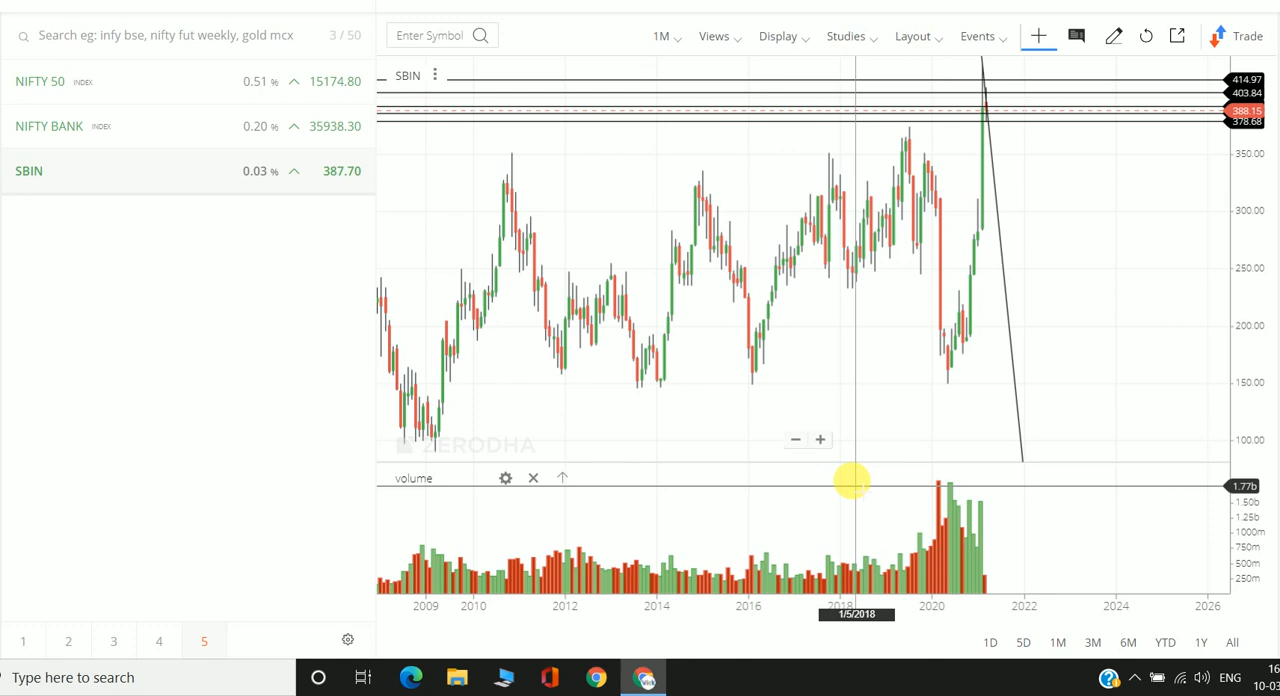 Search eg: infy bse, nifty fut weekly, gold mcx 3 / 50
NIFTY 50 INDEX 0.51 % 15174.80
NIFTY BANK INDEX 0.20 % 35938.30
SBIN 0.03 % 387.70
1 2 3 4 5
Enter Symbol 1M Views Display Studies Layout Events Trade
SBIN
414.97
403.84
388.15
378.68
350.00
300.00
250.00
200.00
150.00
100.00
ZERODHA
volume
1.77b
1.50b
1.25b
1000m
750m
500m
250m
2009 2010 2012 2014 2016 2018 2020 2022 2024 2026
1/5/2018
1D 5D 1M 3M 6M YTD 1Y All
Type here to search
ENG
16
10-03